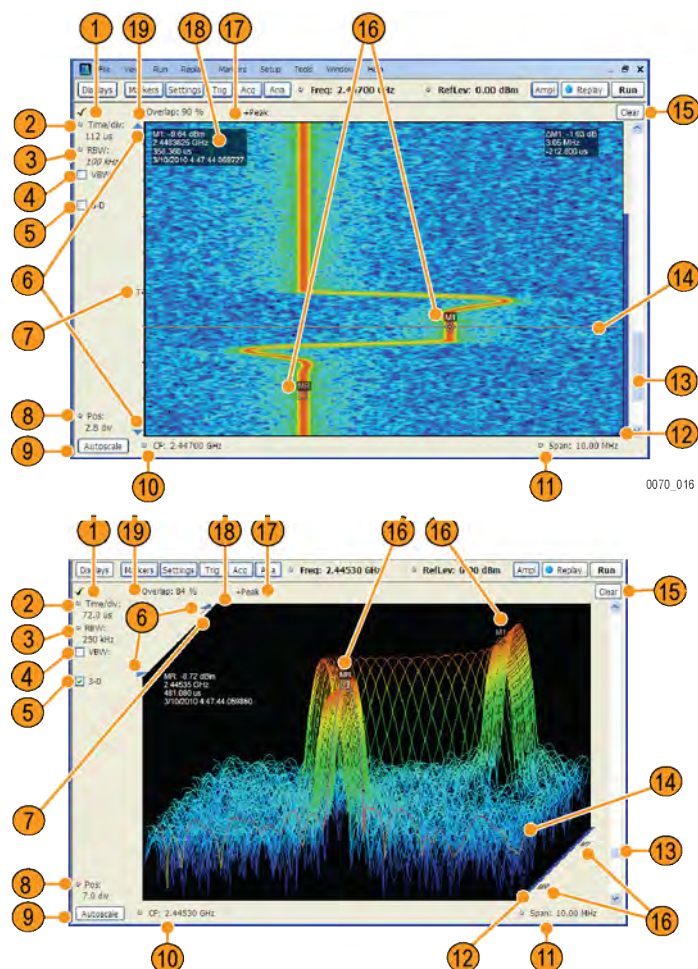 1 19 18 17 16
File View Run Replay Markers Setup Tools Window Help
Displays Markers Settings Trig Acq Ana Freq: 2.44700 GHz RefLev: 0.00 dBm Ampl Replay Run
Overlap: 90 % +Peak Clear 15
2 Time/div:
112 us
M1: -9.64 dBm
2.4483625 GHz
358.360 us
3/10/2010 4:47:44.068727
ΔM1: -1.63 dB
3.05 MHz
-212.800 us
3 RBW:
100 kHz
4 VBW:
5 3-D
6
7 T
M1
14
MR
13
8 Pos:
2.8 div
12
9 Autoscale CF: 2.44700 GHz Span: 10.00 MHz
10 11
0070_016
1 19 18 17 16 16
Displays Markers Settings Trig Acq Ana Freq: 2.44530 GHz RefLev: 0.00 dBm Ampl Replay Run
Overlap: 84 % +Peak Clear 15
2 Time/div:
72.0 us
3 RBW:
250 kHz
6
4 VBW:
M1
MR
MR: -8.72 dBm
2.44535 GHz
481.080 us
3/10/2010 4:47:44.069860
5 3-D
7
14
13
8 Pos:
7.0 div
9 Autoscale CF: 2.44530 GHz Span: 10.00 MHz
12 16
10 11